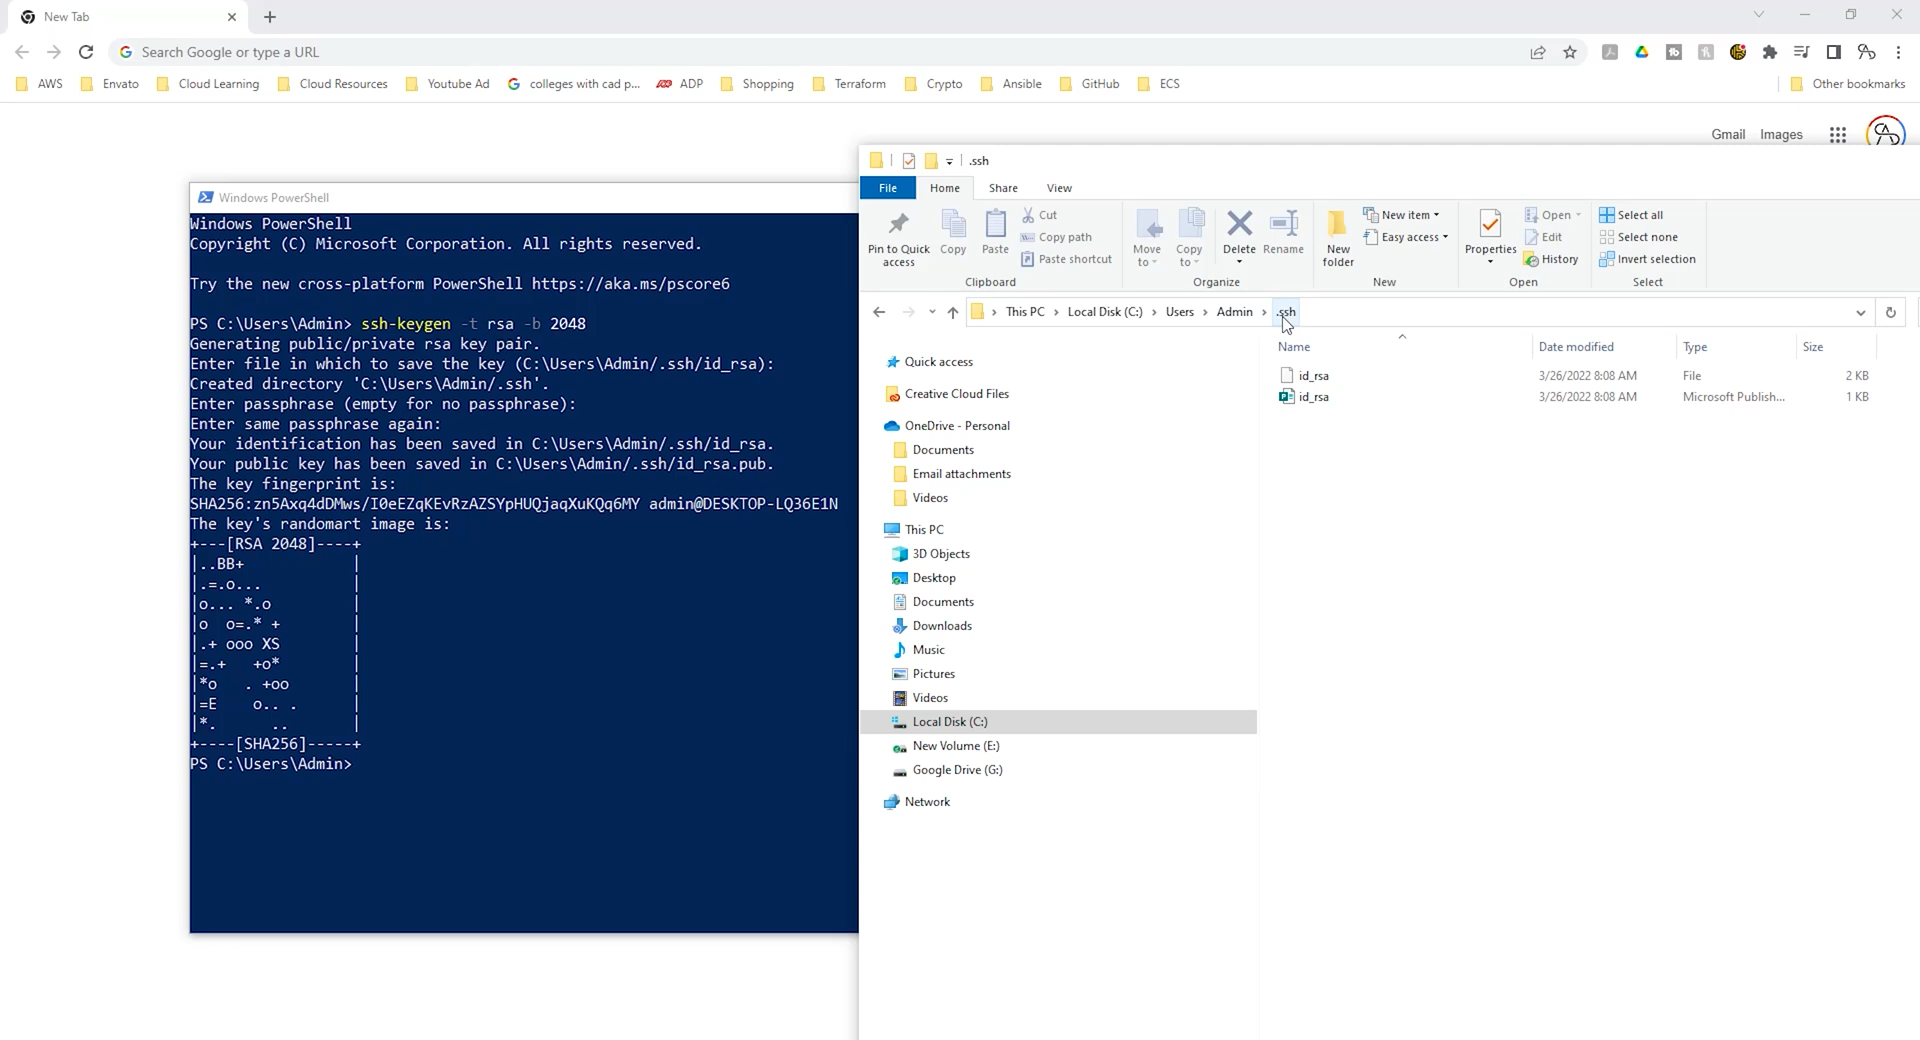 New Tab
Search Google or type a URL
AWS Envato Cloud Learning Cloud Resources Youtube Ad colleges with cad p... ADP Shopping Terraform Crypto Ansible GitHub ECS Other bookmarks
Gmail Images
Windows PowerShell
Windows PowerShell
Copyright (C) Microsoft Corporation. All rights reserved.
Try the new cross-platform PowerShell https://aka.ms/pscore6
PS C:\Users\Admin> ssh-keygen -t rsa -b 2048
Generating public/private rsa key pair.
Enter file in which to save the key (C:\Users\Admin/.ssh/id_rsa):
Created directory 'C:\Users\Admin/.ssh'.
Enter passphrase (empty for no passphrase):
Enter same passphrase again:
Your identification has been saved in C:\Users\Admin/.ssh/id_rsa.
Your public key has been saved in C:\Users\Admin/.ssh/id_rsa.pub.
The key fingerprint is:
SHA256:zn5Axq4dDMws/I0eEZqKEvRzAZSYpHUQjaqXuKQq6MY admin@DESKTOP-LQ36E1N
The key's randomart image is:
+---[RSA 2048]----+
|..BB+            |
|.=.o...          |
|o... *.o         |
|o  o=.* +        |
|.+ ooo XS        |
|=.+   +o*        |
|*o   . +oo       |
|=E    o.. .      |
|*.      ..       |
+----[SHA256]-----+
PS C:\Users\Admin>
.ssh
File Home Share View
Pin to Quick access
Copy
Paste
Cut
Copy path
Paste shortcut
Clipboard
Move to
Copy to
Delete
Rename
Organize
New folder
New item
Easy access
New
Properties
Open
Edit
History
Open
Select all
Select none
Invert selection
Select
This PC Local Disk (C:) Users Admin .ssh
Quick access
Creative Cloud Files
OneDrive - Personal
Documents
Email attachments
Videos
This PC
3D Objects
Desktop
Documents
Downloads
Music
Pictures
Videos
Local Disk (C:)
New Volume (E:)
Google Drive (G:)
Network
Name Date modified Type Size
id_rsa 3/26/2022 8:08 AM File 2 KB
id_rsa 3/26/2022 8:08 AM Microsoft Publish... 1 KB